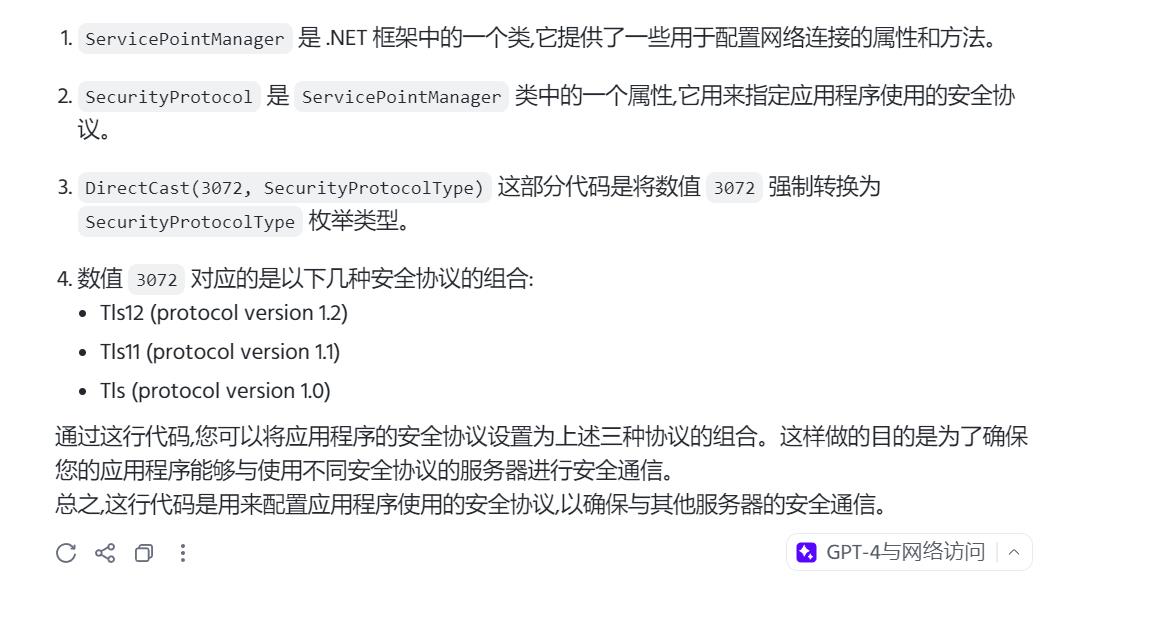 1. ServicePointManager 是 .NET 框架中的一个类,它提供了一些用于配置网络连接的属性和方法。
2. SecurityProtocol 是 ServicePointManager 类中的一个属性,它用来指定应用程序使用的安全协
议。
3. DirectCast(3072, SecurityProtocolType) 这部分代码是将数值 3072 强制转换为
SecurityProtocolType 枚举类型。
4. 数值 3072 对应的是以下几种安全协议的组合:
• Tls12 (protocol version 1.2)
• Tls11 (protocol version 1.1)
• Tls (protocol version 1.0)
通过这行代码,您可以将应用程序的安全协议设置为上述三种协议的组合。这样做的目的是为了确保
您的应用程序能够与使用不同安全协议的服务器进行安全通信。
总之,这行代码是用来配置应用程序使用的安全协议,以确保与其他服务器的安全通信。
GPT-4与网络访问